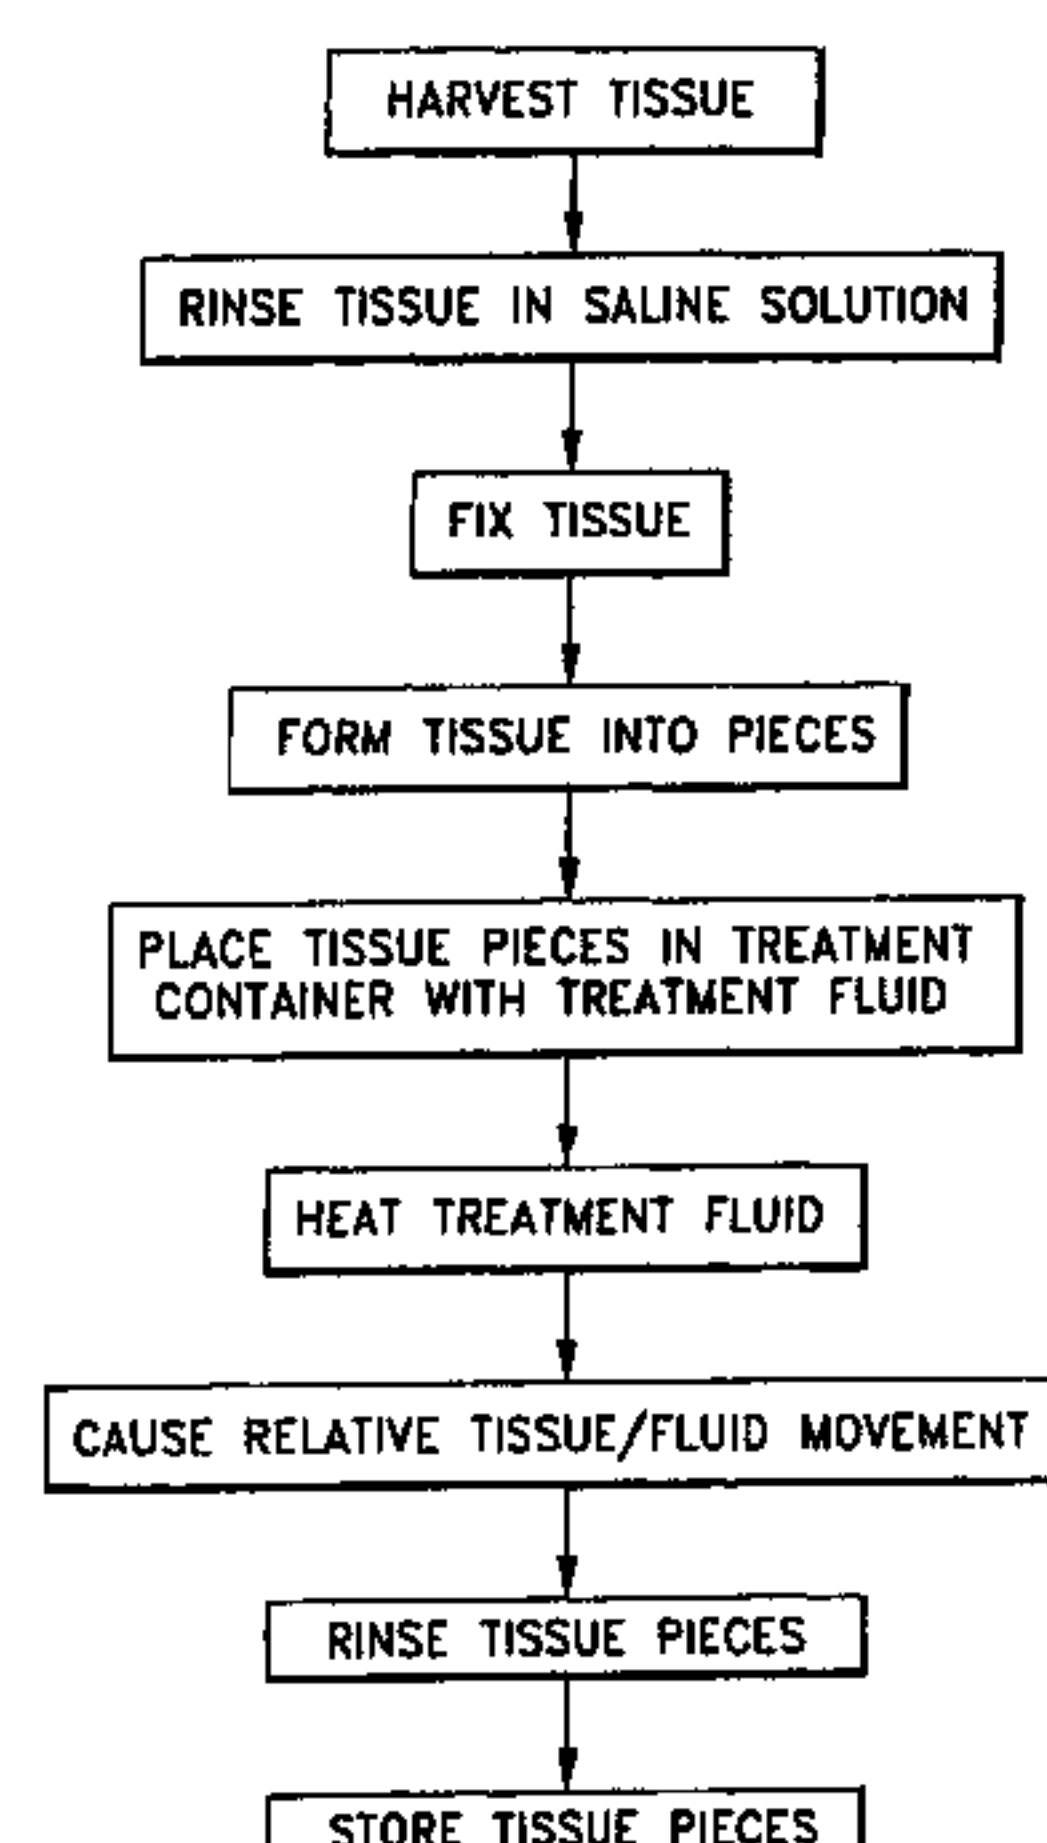 HARVEST TISSUE
RINSE TISSUE IN SALINE SOLUTION
FIX TISSUE
FORM TISSUE INTO PIECES
PLACE TISSUE PIECES IN TREATMENT
CONTAINER WITH TREATMENT FLUID
HEAT TREATMENT FLUID
CAUSE RELATIVE TISSUE/FLUID MOVEMENT
RINSE TISSUE PIECES
STORE TISSUE PIECES